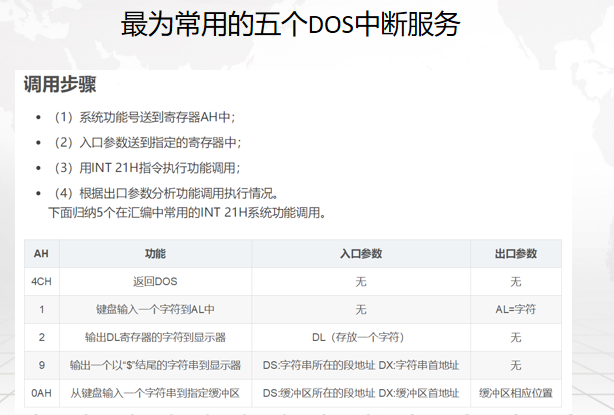 最为常用的五个DOS中断服务
调用步骤
• （1）系统功能号送到寄存器AH中；
• （2）入口参数送到指定的寄存器中；
• （3）用INT 21H指令执行功能调用；
• （4）根据出口参数分析功能调用执行情况。
下面归纳5个在汇编中常用的INT 21H系统功能调用。
AH 功能 入口参数 出口参数
4CH 返回DOS 无 无
1 键盘输入一个字符到AL中 无 AL=字符
2 输出DL寄存器的字符到显示器 DL（存放一个字符） 无
9 输出一个以“$”结尾的字符串到显示器 DS:字符串所在的段地址 DX:字符串首地址 无
0AH 从键盘输入一个字符串到指定缓冲区 DS:缓冲区所在的段地址 DX:缓冲区首地址 缓冲区相应位置